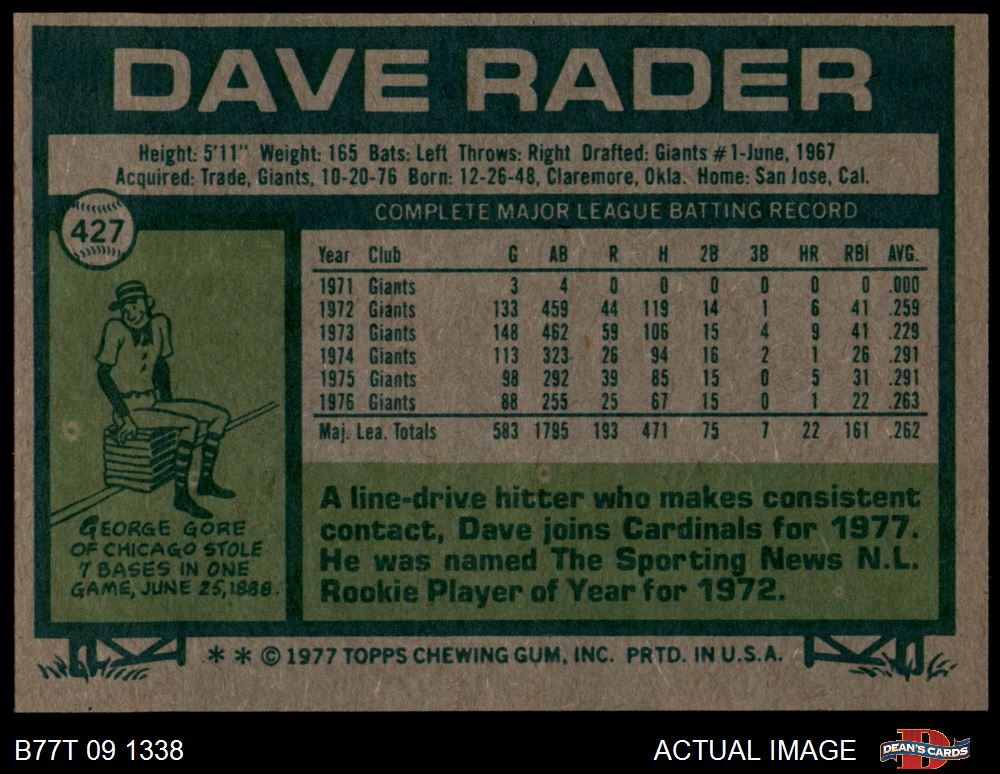 DAVE RADER
Height: 5'11" Weight: 165 Bats: Left Throws: Right Drafted: Giants #1-June, 1967
Acquired: Trade, Giants, 10-20-76 Born: 12-26-48, Claremore, Okla. Home: San Jose, Cal.
427
COMPLETE MAJOR LEAGUE BATTING RECORD
Year Club G AB R H 2B 3B HR RBI AVG.
1971 Giants 3 4 0 0 0 0 0 0 .000
1972 Giants 133 459 44 119 14 1 6 41 .259
1973 Giants 148 462 59 106 15 4 9 41 .229
1974 Giants 113 323 26 94 16 2 1 26 .291
1975 Giants 98 292 39 85 15 0 5 31 .291
1976 Giants 88 255 25 67 15 0 1 22 .263
Maj. Lea. Totals 583 1795 193 471 75 7 22 161 .262
GEORGE GORE
OF CHICAGO STOLE
7 BASES IN ONE
GAME, JUNE 25, 1888.
A line-drive hitter who makes consistent
contact, Dave joins Cardinals for 1977.
He was named The Sporting News N.L.
Rookie Player of Year for 1972.
* * © 1977 TOPPS CHEWING GUM, INC. PRTD. IN U.S.A.
B77T 09 1338
ACTUAL IMAGE
DEAN'S CARDS